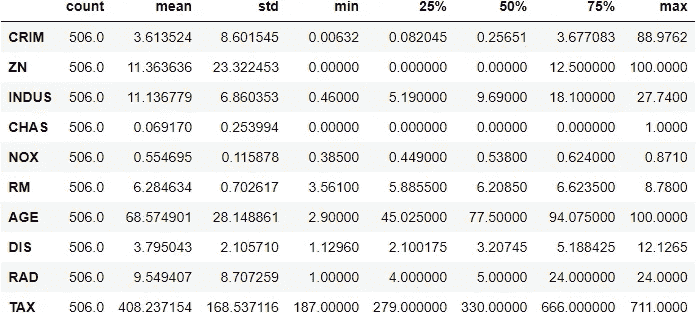 count mean std min 25% 50% 75% max
CRIM 506.0 3.613524 8.601545 0.00632 0.082045 0.25651 3.677083 88.9762
ZN 506.0 11.363636 23.322453 0.00000 0.000000 0.00000 12.500000 100.0000
INDUS 506.0 11.136779 6.860353 0.46000 5.190000 9.69000 18.100000 27.7400
CHAS 506.0 0.069170 0.253994 0.00000 0.000000 0.00000 0.000000 1.0000
NOX 506.0 0.554695 0.115878 0.38500 0.449000 0.53800 0.624000 0.8710
RM 506.0 6.284634 0.702617 3.56100 5.885500 6.20850 6.623500 8.7800
AGE 506.0 68.574901 28.148861 2.90000 45.025000 77.50000 94.075000 100.0000
DIS 506.0 3.795043 2.105710 1.12960 2.100175 3.20745 5.188425 12.1265
RAD 506.0 9.549407 8.707259 1.00000 4.000000 5.00000 24.000000 24.0000
TAX 506.0 408.237154 168.537116 187.00000 279.000000 330.00000 666.000000 711.0000